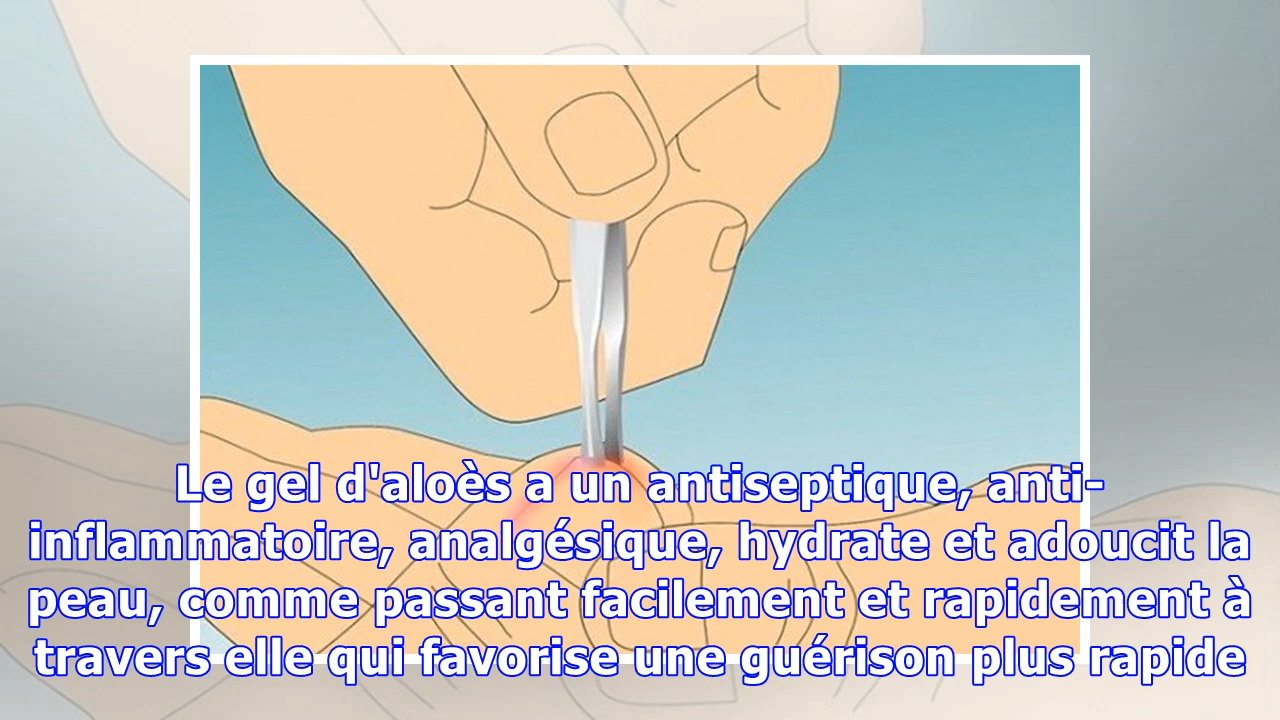 Le gel d'aloès a un antiseptique, anti-
inflammatoire, analgésique, hydrate et adoucit la
peau, comme passant facilement et rapidement à
travers elle qui favorise une guérison plus rapide